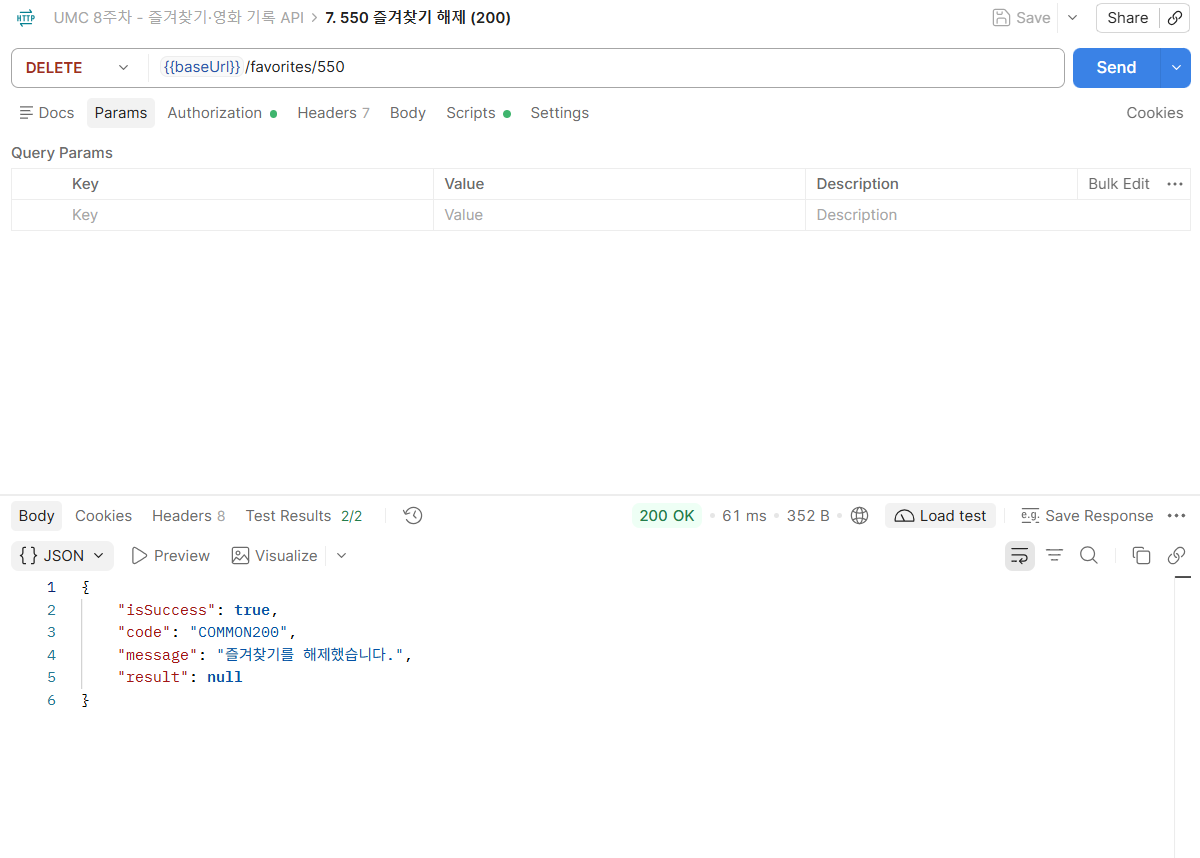 HTTP UMC 8주차 - 즐겨찾기·영화 기록 API > 7. 550 즐겨찾기 해제 (200) Save Share
DELETE {{baseUrl}} /favorites/550 Send
Docs Params Authorization Headers 7 Body Scripts Settings Cookies
Query Params
Key Value Description Bulk Edit ...
Key Value Description
Body Cookies Headers 8 Test Results 2/2 200 OK • 61 ms • 352 B • Load test e.g. Save Response ...
{} JSON Preview Visualize
1 {
2 "isSuccess": true,
3 "code": "COMMON200",
4 "message": "즐겨찾기를 해제했습니다.",
5 "result": null
6 }